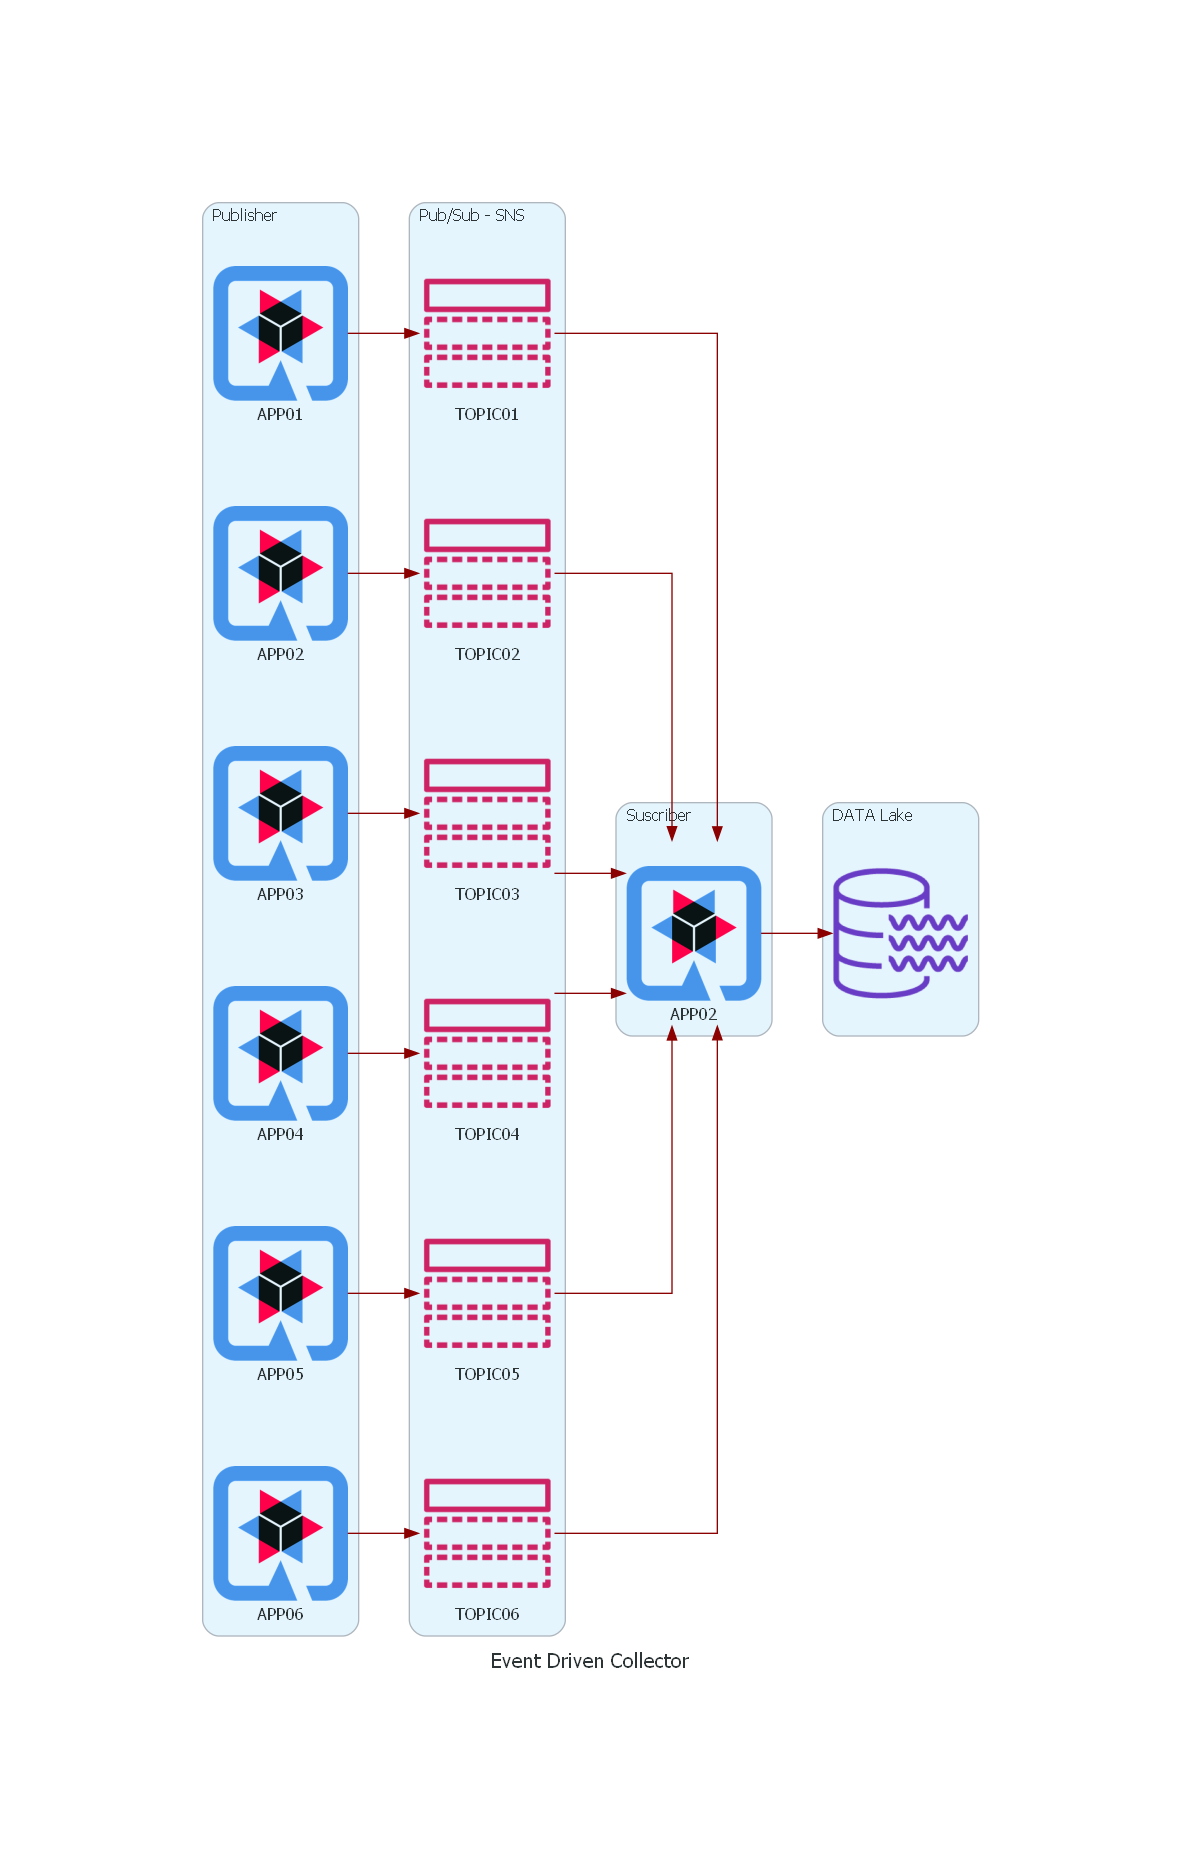 Publisher
Pub/Sub - SNS
APP01
TOPIC01
APP02
TOPIC02
APP03
TOPIC03
Suscriber
DATA Lake
APP02
APP04
TOPIC04
APP05
TOPIC05
APP06
TOPIC06
Event Driven Collector